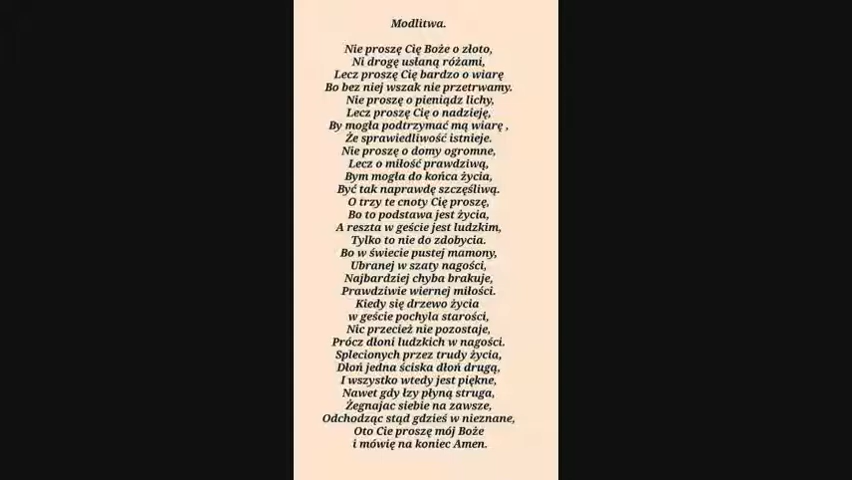 Modlitwa.
Nie proszę Cię Boże o złoto,
Ni drogę usłaną różami,
Lecz proszę Cię bardzo o wiarę
Bo bez niej wszak nie przetrwamy.
Nie proszę o pieniądz lichy,
Lecz proszę Cię o nadzieję,
By mogła podtrzymać mą wiarę ,
Że sprawiedliwość istnieje.
Nie proszę o domy ogromne,
Lecz o miłość prawdziwą,
Bym mogła do końca życia,
Być tak naprawdę szczęśliwą.
O trzy te cnoty Cię proszę,
Bo to podstawa jest życia,
A reszta w geście jest ludzkim,
Tylko to nie do zdobycia.
Bo w świecie pustej mamony,
Ubranej w szaty nagości,
Najbardziej chyba brakuje,
Prawdziwie wiernej miłości.
Kiedy się drzewo życia
w geście pochyla starości,
Nic przecież nie pozostaje,
Prócz dłoni ludzkich w nagości.
Splecionych przez trudy życia,
Dłoń jedna ściska dłoń drugą,
I wszystko wtedy jest piękne,
Nawet gdy łzy płyną struga,
Żegnajac siebie na zawsze,
Odchodząc stąd gdzieś w nieznane,
Oto Cie proszę mój Boże
i mówię na koniec Amen.